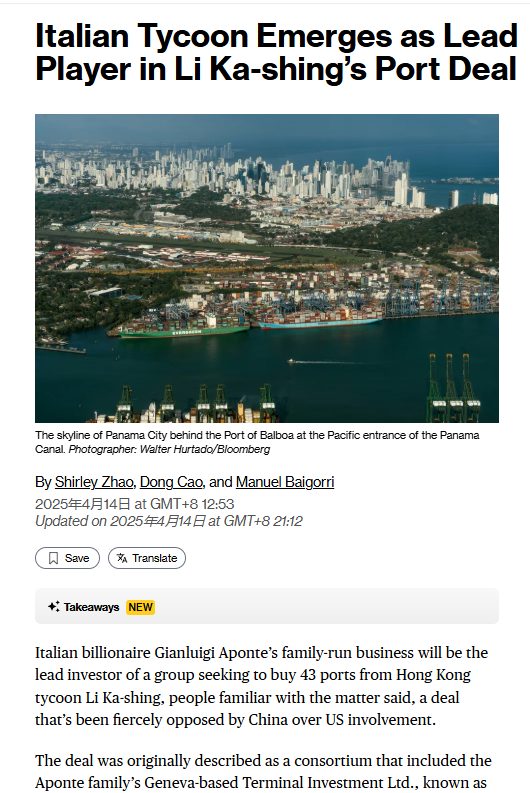 Italian Tycoon Emerges as Lead
Player in Li Ka-shing's Port Deal
EVERGREEN
The skyline of Panama City behind the Port of Balboa at the Pacific entrance of the Panama
Canal. Photographer: Walter Hurtado/Bloomberg
By Shirley Zhao, Dong Cao, and Manuel Baigorri
2025年4月14日 at GMT+8 12:53
Updated on 2025年4月14日 at GMT+8 21:12
Save Translate
Takeaways NEW
Italian billionaire Gianluigi Aponte's family-run business will be the
lead investor of a group seeking to buy 43 ports from Hong Kong
tycoon Li Ka-shing, people familiar with the matter said, a deal
that's been fiercely opposed by China over US involvement.
The deal was originally described as a consortium that included the
Aponte family's Geneva-based Terminal Investment Ltd., known as